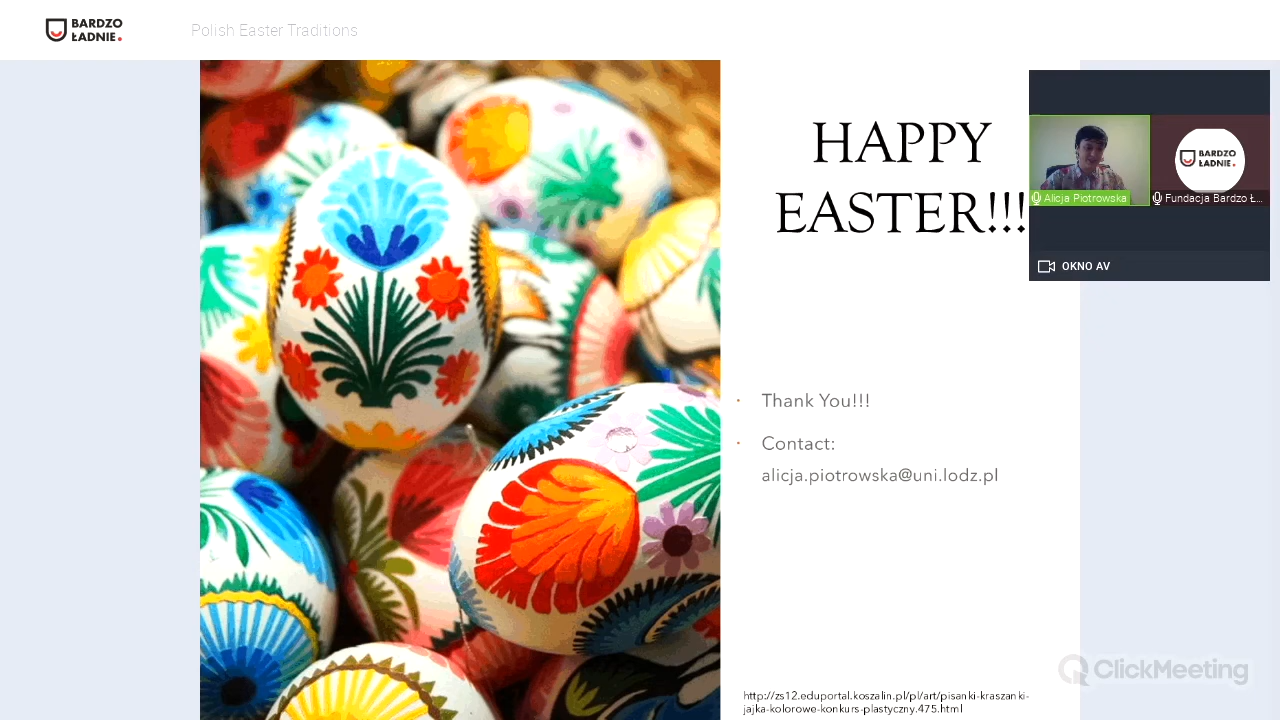 BARDZO
ŁADNIE.
Polish Easter Traditions
HAPPY
EASTER!!!
BARDZO
ŁADNIE.
Alicja Piotrowska
Fundacja Bardzo Ł...
OKNO AV
Thank You!!!
Contact:
alicja.piotrowska@uni.lodz.pl
ClickMeeting
http://zs12.eduportal.koszalin.pl/pl/art/pisanki-kraszanki-
jajka-kolorowe-konkurs-plastyczny.475.html